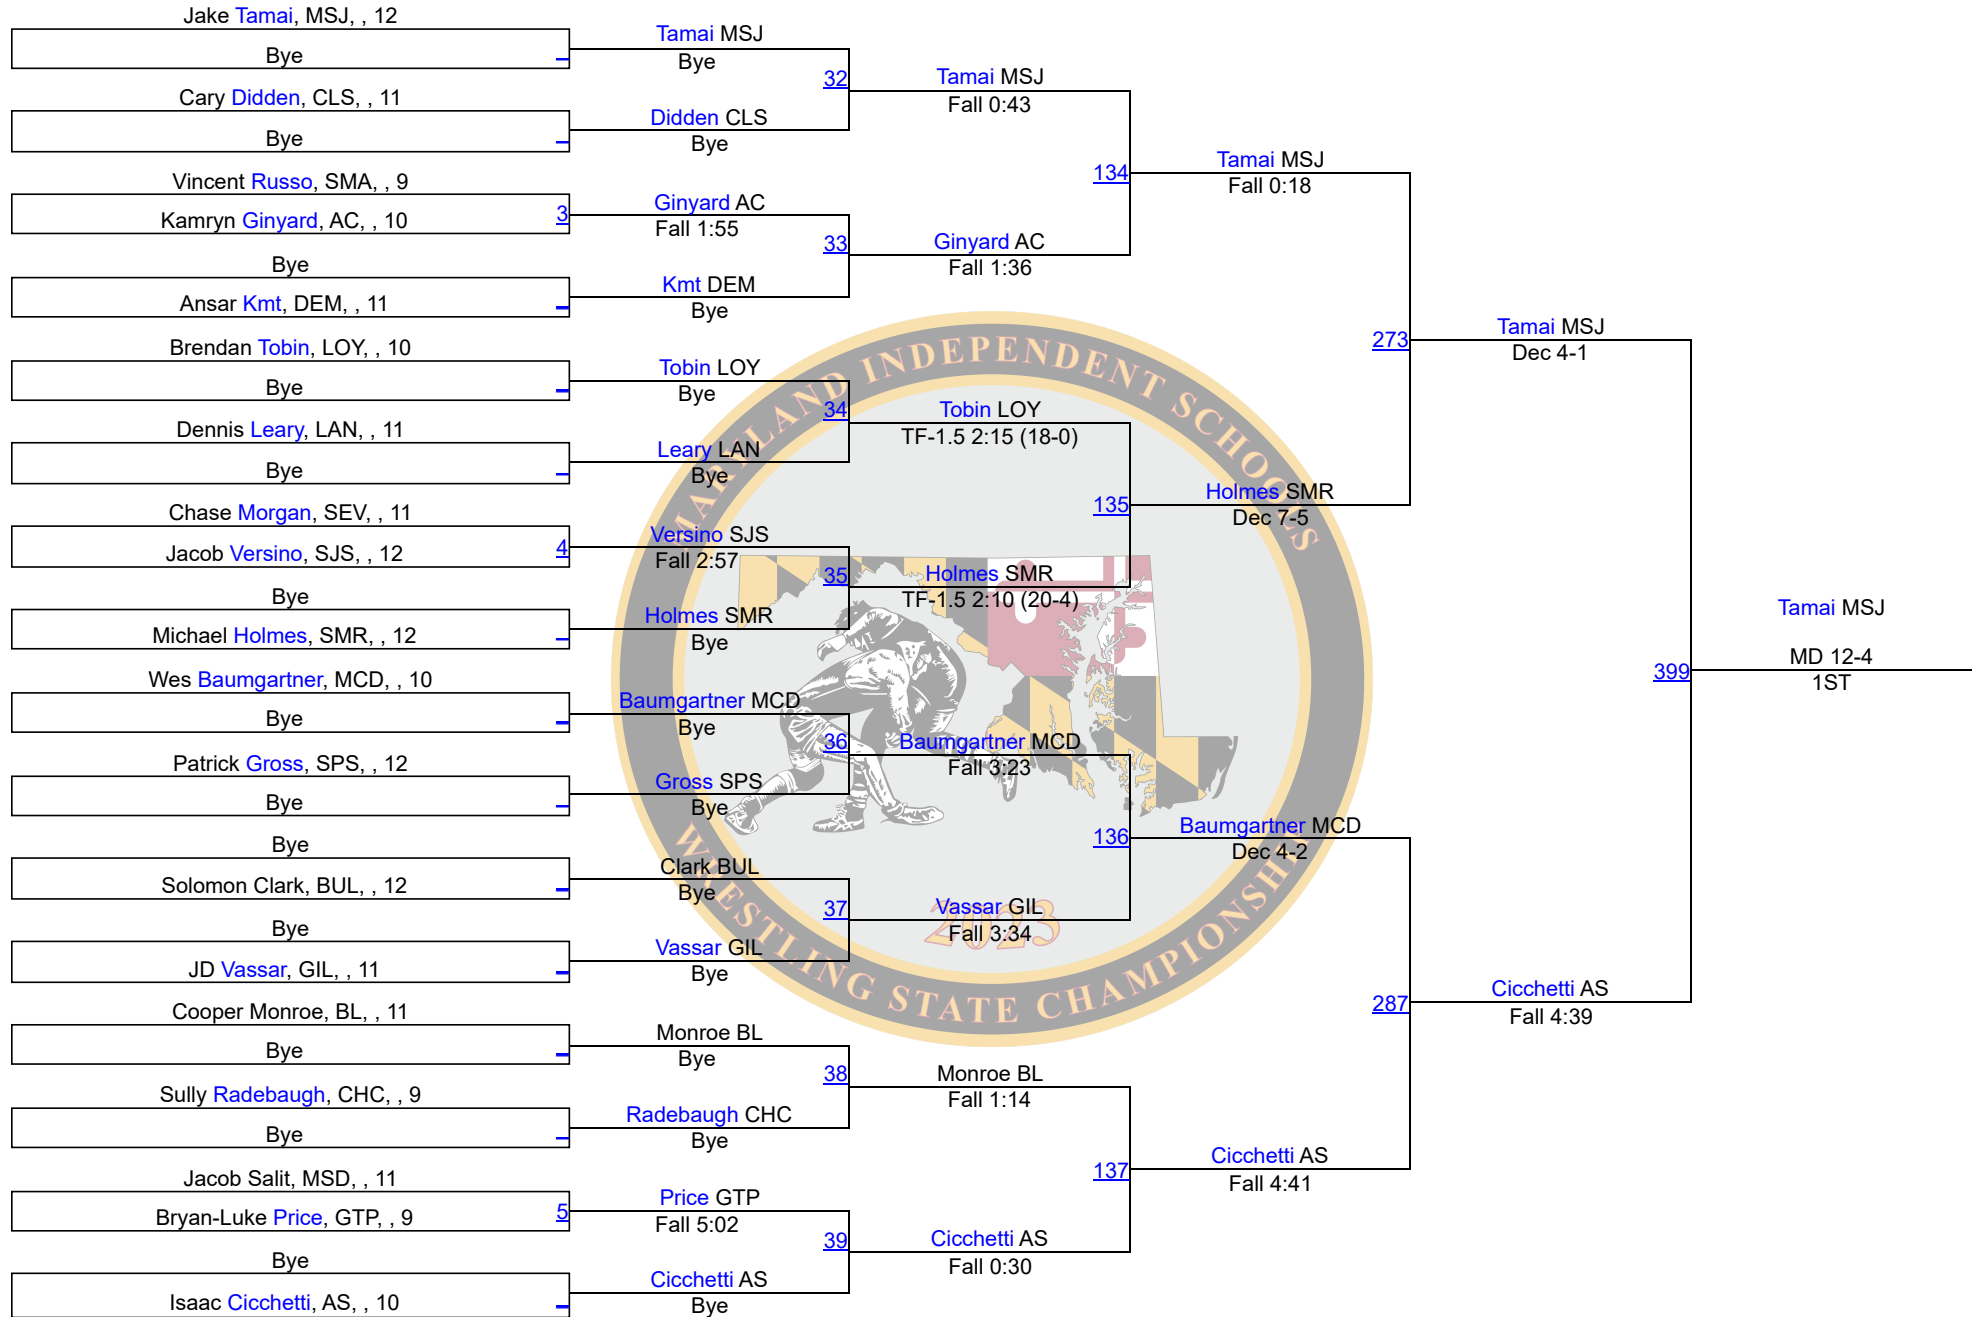 Jake Tamai, MSJ, , 12
Bye
Cary Didden, CLS, , 11
Bye
Vincent Russo, SMA, , 9
Kamryn Ginyard, AC, , 10
3
Bye
Ansar Kmt, DEM, , 11
Brendan Tobin, LOY, , 10
Bye
Dennis Leary, LAN, , 11
Bye
Chase Morgan, SEV, , 11
Jacob Versino, SJS, , 12
4
Bye
Michael Holmes, SMR, , 12
Wes Baumgartner, MCD, , 10
Bye
Patrick Gross, SPS, , 12
Bye
Bye
Solomon Clark, BUL, , 12
Bye
JD Vassar, GIL, , 11
Cooper Monroe, BL, , 11
Bye
Sully Radebaugh, CHC, , 9
Bye
Jacob Salit, MSD, , 11
Bryan-Luke Price, GTP, , 9
5
Bye
Isaac Cicchetti, AS, , 10
Tamai MSJ
Bye
32
Didden CLS
Bye
Ginyard AC
Fall 1:55
33
Kmt DEM
Bye
Tobin LOY
Bye
34
Leary LAN
Bye
Versino SJS
Fall 2:57
35
Holmes SMR
Bye
Baumgartner MCD
Bye
36
Gross SPS
Bye
Clark BUL
Bye
37
Vassar GIL
Bye
Monroe BL
Bye
38
Radebaugh CHC
Bye
Price GTP
Fall 5:02
39
Cicchetti AS
Bye
Tamai MSJ
Fall 0:43
134
Ginyard AC
Fall 1:36
Tobin LOY
TF-1.5 2:15 (18-0)
135
Holmes SMR
TF-1.5 2:10 (20-4)
Baumgartner MCD
Fall 3:23
136
Vassar GIL
Fall 3:34
Monroe BL
Fall 1:14
137
Cicchetti AS
Fall 0:30
Tamai MSJ
Fall 0:18
273
Holmes SMR
Dec 7-5
Baumgartner MCD
Dec 4-2
287
Cicchetti AS
Fall 4:41
Tamai MSJ
Dec 4-1
399
Cicchetti AS
Fall 4:39
Tamai MSJ
MD 12-4
1ST
MARYLAND INDEPENDENT SCHOOLS
WRESTLING STATE CHAMPIONSHIP
2023